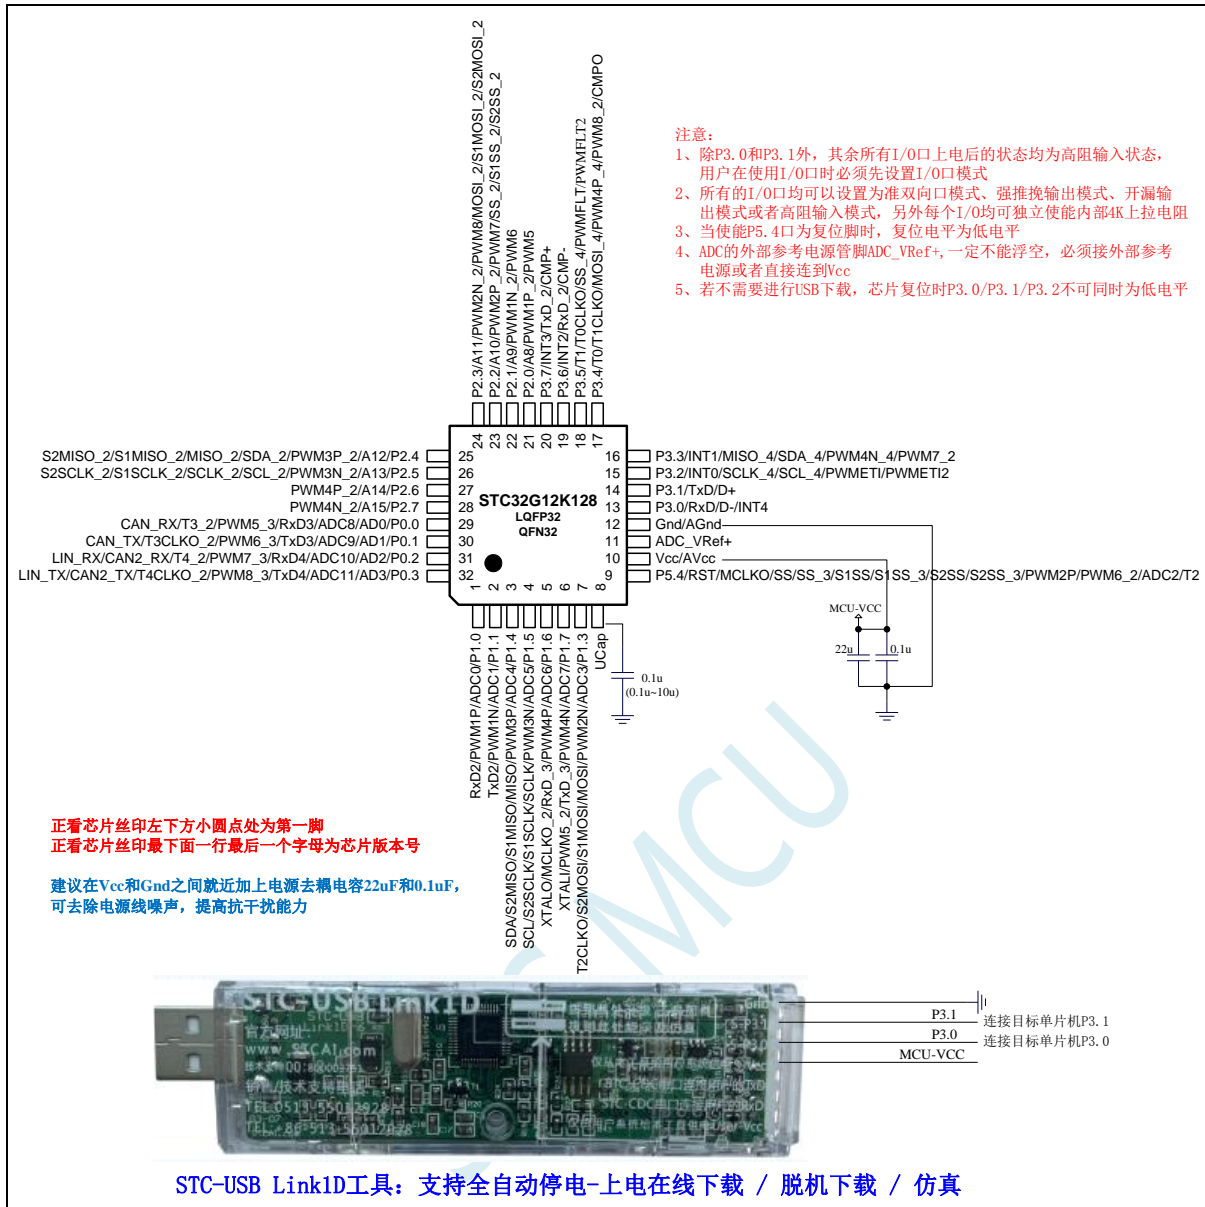 P2.3/A11/PWM2N_2/PWM8/MOSI_2/S1MOSI_2/S2MOSI_2
P2.2/A10/PWM2P_2/PWM7/SS_2/S1SS_2/S2SS_2
P2.1/A9/PWM1N_2/PWM6
P2.0/A8/PWM1P_2/PWM5
P3.7/INT3/TxD_2/CMP+
P3.6/INT2/RxD_2/CMP-
P3.5/T1/T0CLKO/SS_4/PWMFLT/PWMFLT2
P3.4/T0/T1CLKO/MOSI_4/PWM4P_4/PWM8_2/CMPO
注意：
1、除P3.0和P3.1外，其余所有I/O口上电后的状态均为高阻输入状态，
用户在使用I/O口时必须先设置I/O口模式
2、所有的I/O口均可以设置为准双向口模式、强推挽输出模式、开漏输
出模式或者高阻输入模式，另外每个I/O均可独立使能内部4K上拉电阻
3、当使能P5.4口为复位脚时，复位电平为低电平
4、ADC的外部参考电源管脚ADC_VRef+,一定不能浮空，必须接外部参考
电源或者直接连到Vcc
5、若不需要进行USB下载，芯片复位时P3.0/P3.1/P3.2不可同时为低电平
24 23 22 21 20 19 18 17
S2MISO_2/S1MISO_2/MISO_2/SDA_2/PWM3P_2/A12/P2.4 25
S2SCLK_2/S1SCLK_2/SCLK_2/SCL_2/PWM3N_2/A13/P2.5 26
PWM4P_2/A14/P2.6 27
PWM4N_2/A15/P2.7 28
CAN_RX/T3_2/PWM5_3/RxD3/ADC8/AD0/P0.0 29
CAN_TX/T3CLKO_2/PWM6_3/TxD3/ADC9/AD1/P0.1 30
LIN_RX/CAN2_RX/T4_2/PWM7_3/RxD4/ADC10/AD2/P0.2 31
LIN_TX/CAN2_TX/T4CLKO_2/PWM8_3/TxD4/ADC11/AD3/P0.3 32
STC32G12K128
LQFP32
QFN32
16 P3.3/INT1/MISO_4/SDA_4/PWM4N_4/PWM7_2
15 P3.2/INT0/SCLK_4/SCL_4/PWMETI/PWMETI2
14 P3.1/TxD/D+
13 P3.0/RxD/D-/INT4
12 Gnd/AGnd
11 ADC_VRef+
10 Vcc/AVcc
9 P5.4/RST/MCLKO/SS/SS_3/S1SS/S1SS_3/S2SS/S2SS_3/PWM2P/PWM6_2/ADC2/T2
1 2 3 4 5 6 7 8
RxD2/PWM1P/ADC0/P1.0
TxD2/PWM1N/ADC1/P1.1
SDA/S2MISO/S1MISO/MISO/PWM3P/ADC4/P1.4
SCL/S2SCLK/S1SCLK/SCLK/PWM3N/ADC5/P1.5
XTALO/MCLKO_2/RxD_3/PWM4P/ADC6/P1.6
XTALI/PWM5_2/TxD_3/PWM4N/ADC7/P1.7
T2CLKO/S2MOSI/S1MOSI/MOSI/PWM2N/ADC3/P1.3
UCap
0.1u
(0.1u~10u)
MCU-VCC
22u
0.1u
正看芯片丝印左下方小圆点处为第一脚
正看芯片丝印最下面一行最后一个字母为芯片版本号
建议在Vcc和Gnd之间就近加上电源去耦电容22uF和0.1uF，
可去除电源线噪声，提高抗干扰能力
MCU
STC-USB Link1D
官方网址:
www.STCAI.com
TEL:0513-55012928
Gnd
P3.1 连接目标单片机P3.1
P3.0 连接目标单片机P3.0
MCU-VCC
STC-USB Link1D工具：支持全自动停电-上电在线下载 / 脱机下载 / 仿真